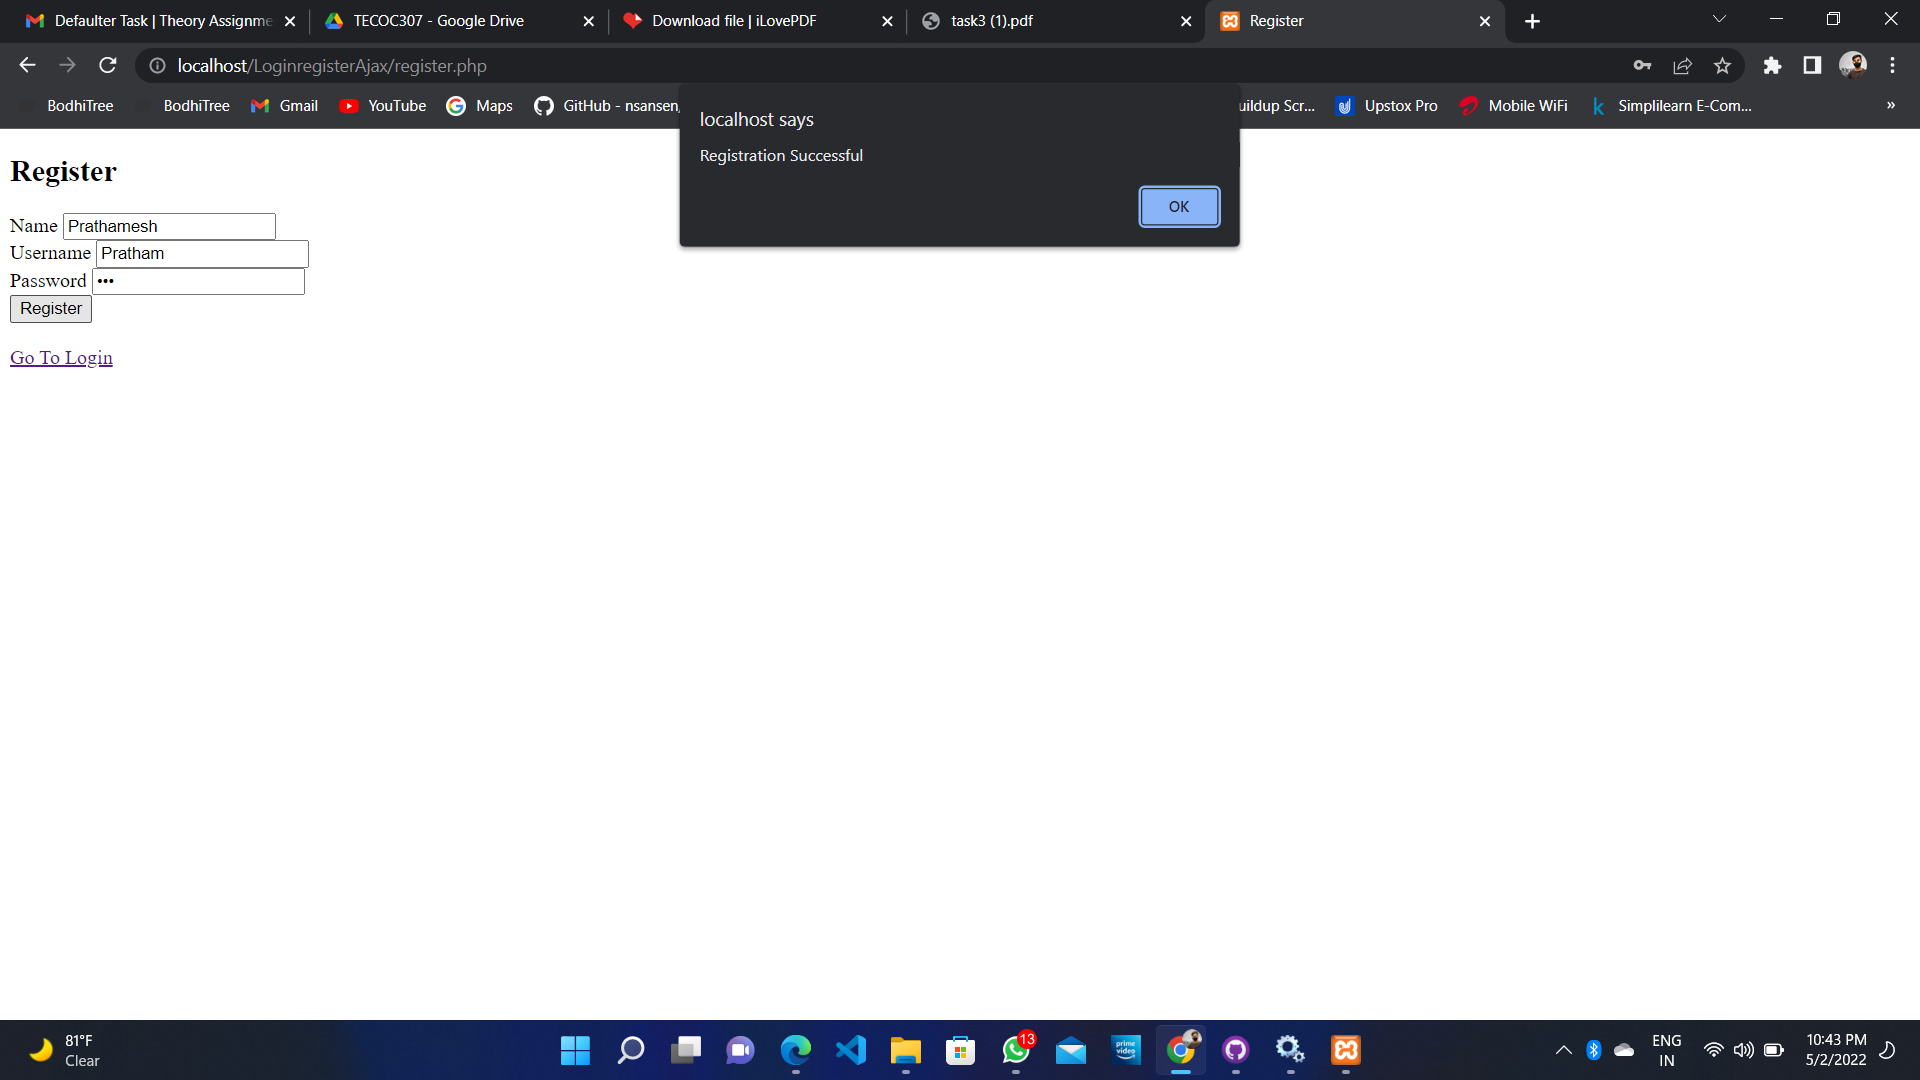 Defaulter Task | Theory Assignme
TECOC307 - Google Drive
Download file | iLovePDF
task3 (1).pdf
Register
localhost/LoginregisterAjax/register.php
BodhiTree
BodhiTree
Gmail
YouTube
Maps
GitHub - nsansen,
uildup Scr...
Upstox Pro
Mobile WiFi
Simplilearn E-Com...
localhost says
Registration Successful
OK
Register
Name Prathamesh
Username Pratham
Password •••
Register
Go To Login
81°F
Clear
13
prime video
ENG
IN
10:43 PM
5/2/2022